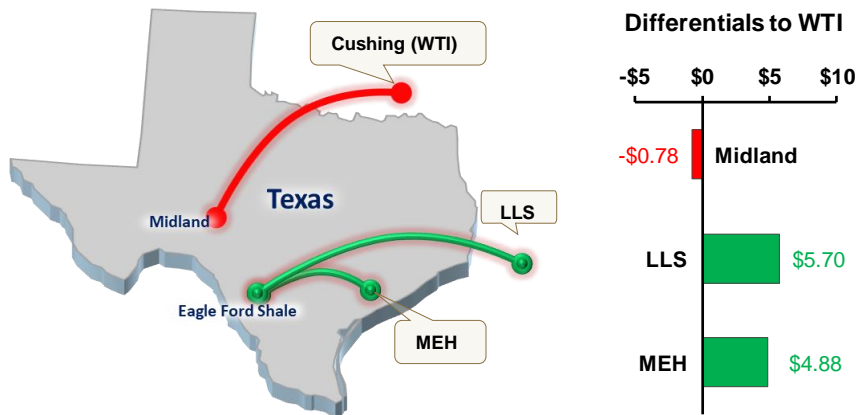 Cushing (WTI)
Texas
Midland
LLS
Eagle Ford Shale
MEH
Differentials to WTI
-$5 $0 $5 $10
-$0.78 Midland
LLS $5.70
MEH $4.88